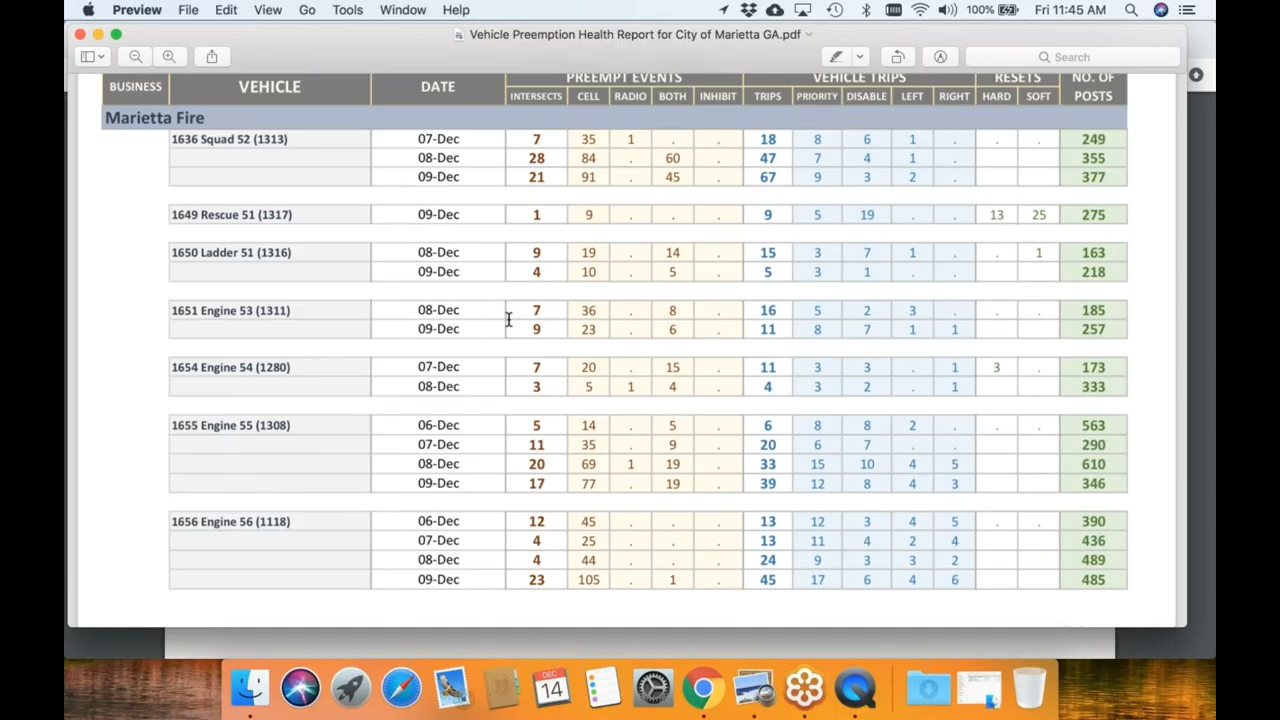 Preview File Edit View Go Tools Window Help 100% Fri 11:45 AM
Vehicle Preemption Health Report for City of Marietta GA.pdf
Search
PREEMPT EVENTS VEHICLE TRIPS RESETS NO. OF
BUSINESS VEHICLE DATE
INTERSECTS CELL RADIO BOTH INHIBIT TRIPS PRIORITY DISABLE LEFT RIGHT HARD SOFT POSTS
Marietta Fire
1636 Squad 52 (1313) 07-Dec 7 35 1 . . 18 8 6 1 . . . 249
08-Dec 28 84 . 60 . 47 7 4 1 . 355
09-Dec 21 91 . 45 . 67 9 3 2 . 377
1649 Rescue 51 (1317) 09-Dec 1 9 . . . 9 5 19 . . 13 25 275
1650 Ladder 51 (1316) 08-Dec 9 19 . 14 . 15 3 7 1 . . 1 163
09-Dec 4 10 . 5 . 5 3 1 . . 218
1651 Engine 53 (1311) 08-Dec 7 36 . 8 . 16 5 2 3 . . . 185
09-Dec 9 23 . 6 . 11 8 7 1 1 257
1654 Engine 54 (1280) 07-Dec 7 20 . 15 . 11 3 3 . 1 3 . 173
08-Dec 3 5 1 4 . 4 3 2 . 1 333
1655 Engine 55 (1308) 06-Dec 5 14 . 5 . 6 8 8 2 . . . 563
07-Dec 11 35 . 9 . 20 6 7 . . 290
08-Dec 20 69 1 19 . 33 15 10 4 5 610
09-Dec 17 77 . 19 . 39 12 8 4 3 346
1656 Engine 56 (1118) 06-Dec 12 45 . . . 13 12 3 4 5 . . 390
07-Dec 4 25 . . . 13 11 4 2 4 436
08-Dec 4 44 . . . 24 9 3 3 2 489
09-Dec 23 105 . 1 . 45 17 6 4 6 485
DEC
14